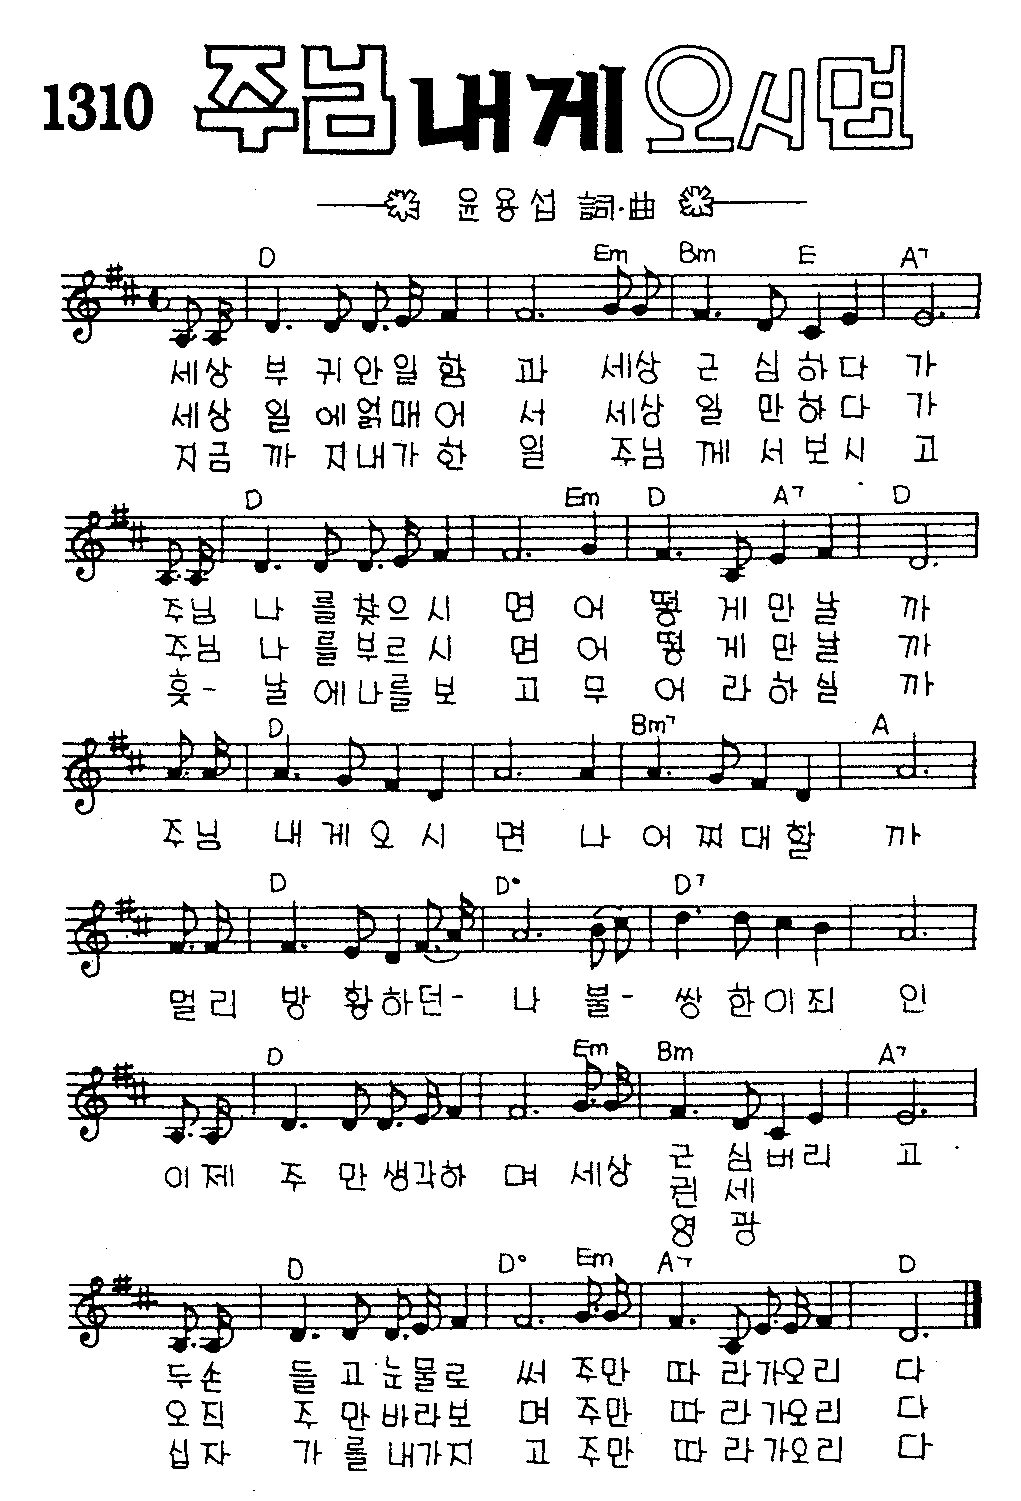 1310 주님 내게 오시면
윤용섭 詞·曲
D Em Bm E A7
세상 부 귀안일함 과 세상 근 심하다 가
세상 일 에얽매어 서 세상 일 만하다 가
지금 까 지내가한 일 주님 께 서보시 고
D Em D A7 D
주님 나 를찾으시 면 어 떻 게만날 까
주님 나 를부르시 면 어 떻 게만날 까
훗- 날 에나를보 고 무 어 라하실 까
D Bm7 A
주님 내게오시 면 나 어찌대할 까
D D° D7
멀리 방 황하던- 나 불- 쌍한이죄 인
D Em Bm A7
이제 주 만생각하 며 세상 근 심버리 고
권 세
영 광
D D° Em A7 D
두손 들 고눈물로 써 주만 따 라가오리 다
오직 주 만바라보 며 주만 따 라가오리 다
십자 가 를내가지 고 주만 따 라가오리 다